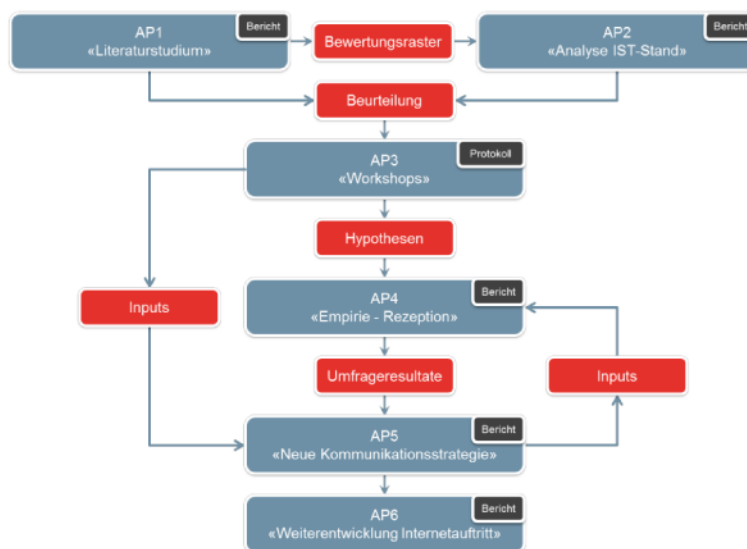 AP1
«Literaturstudium»
Bericht
Bewertungsraster
AP2
«Analyse IST-Stand»
Bericht
Beurteilung
AP3
«Workshops»
Protokoll
Hypothesen
Inputs
AP4
«Empirie - Rezeption»
Bericht
Umfrageresultate
Inputs
AP5
«Neue Kommunikationsstrategie»
Bericht
AP6
«Weiterentwicklung Internetauftritt»
Bericht